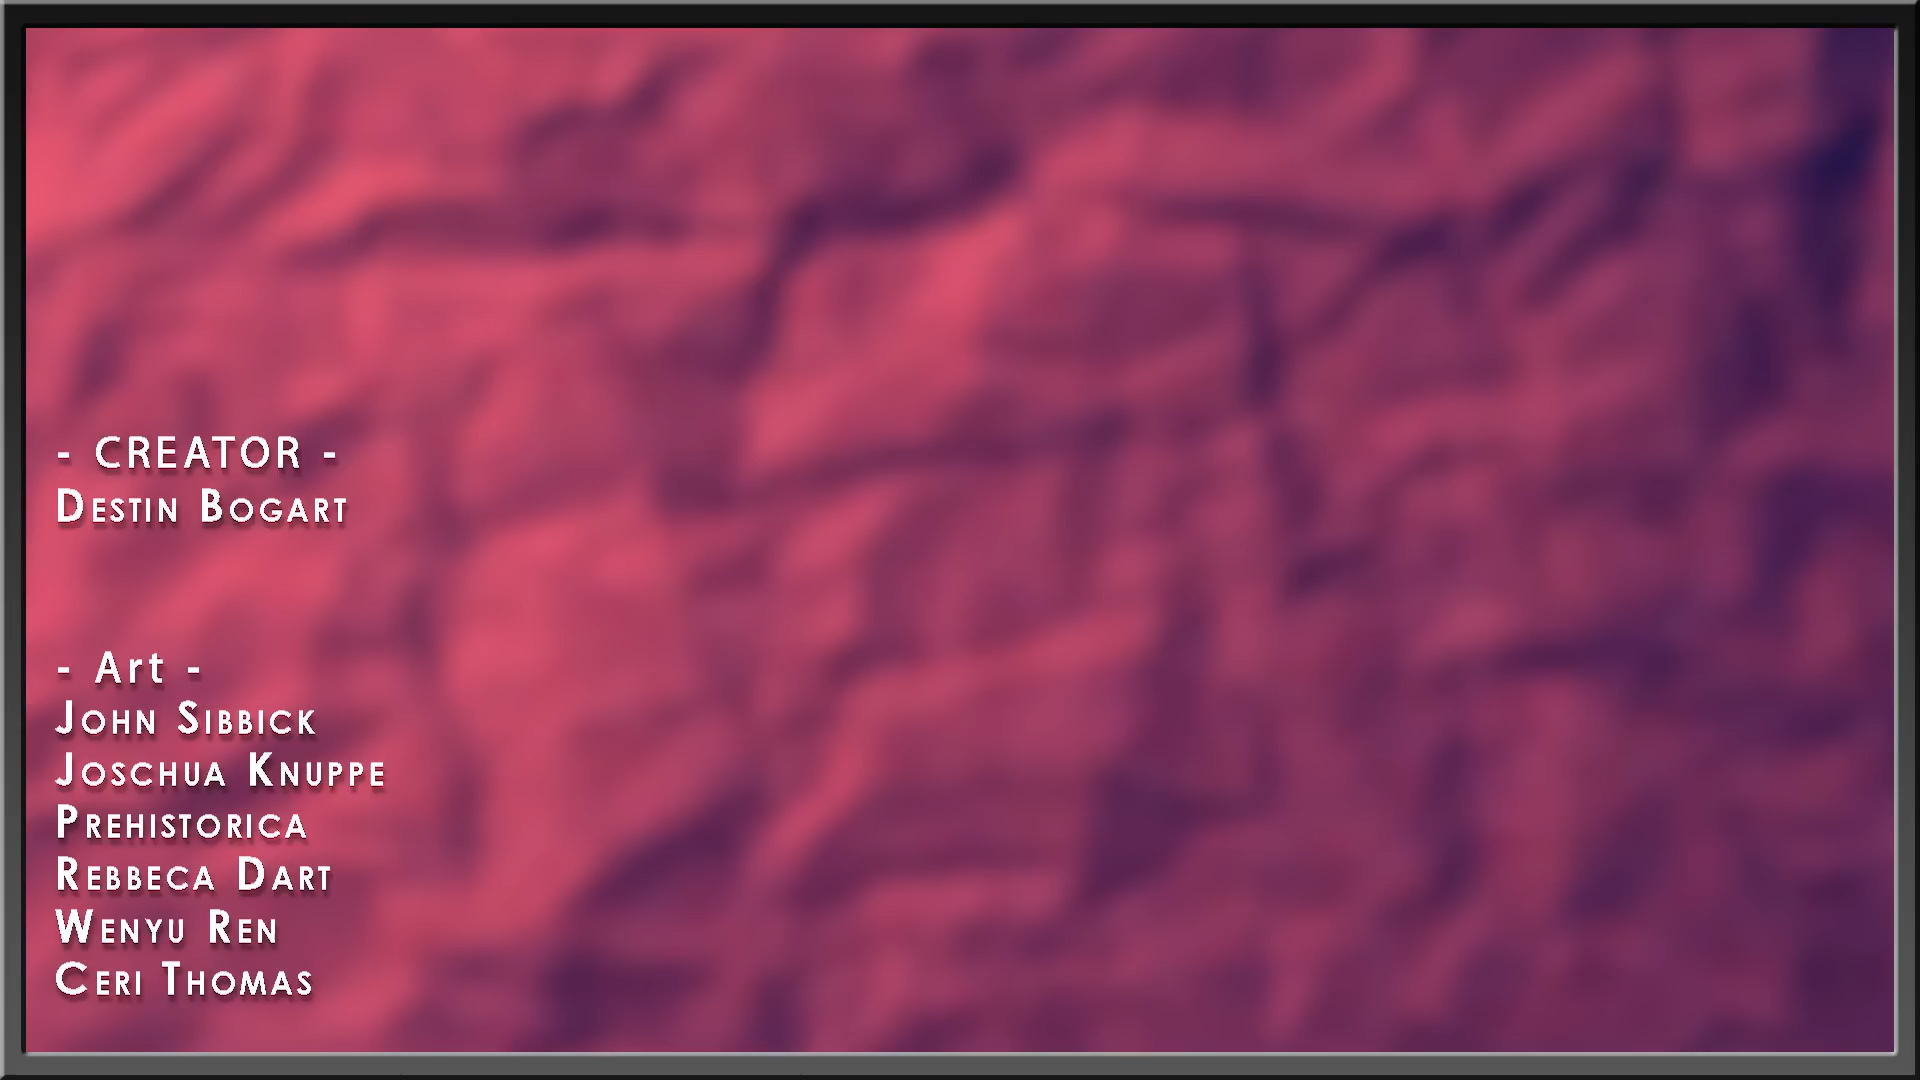 - CREATOR -
Destin Bogart
- Art -
John Sibbick
Joschua Knuppe
Prehistorica
Rebbeca Dart
Wenyu Ren
Ceri Thomas